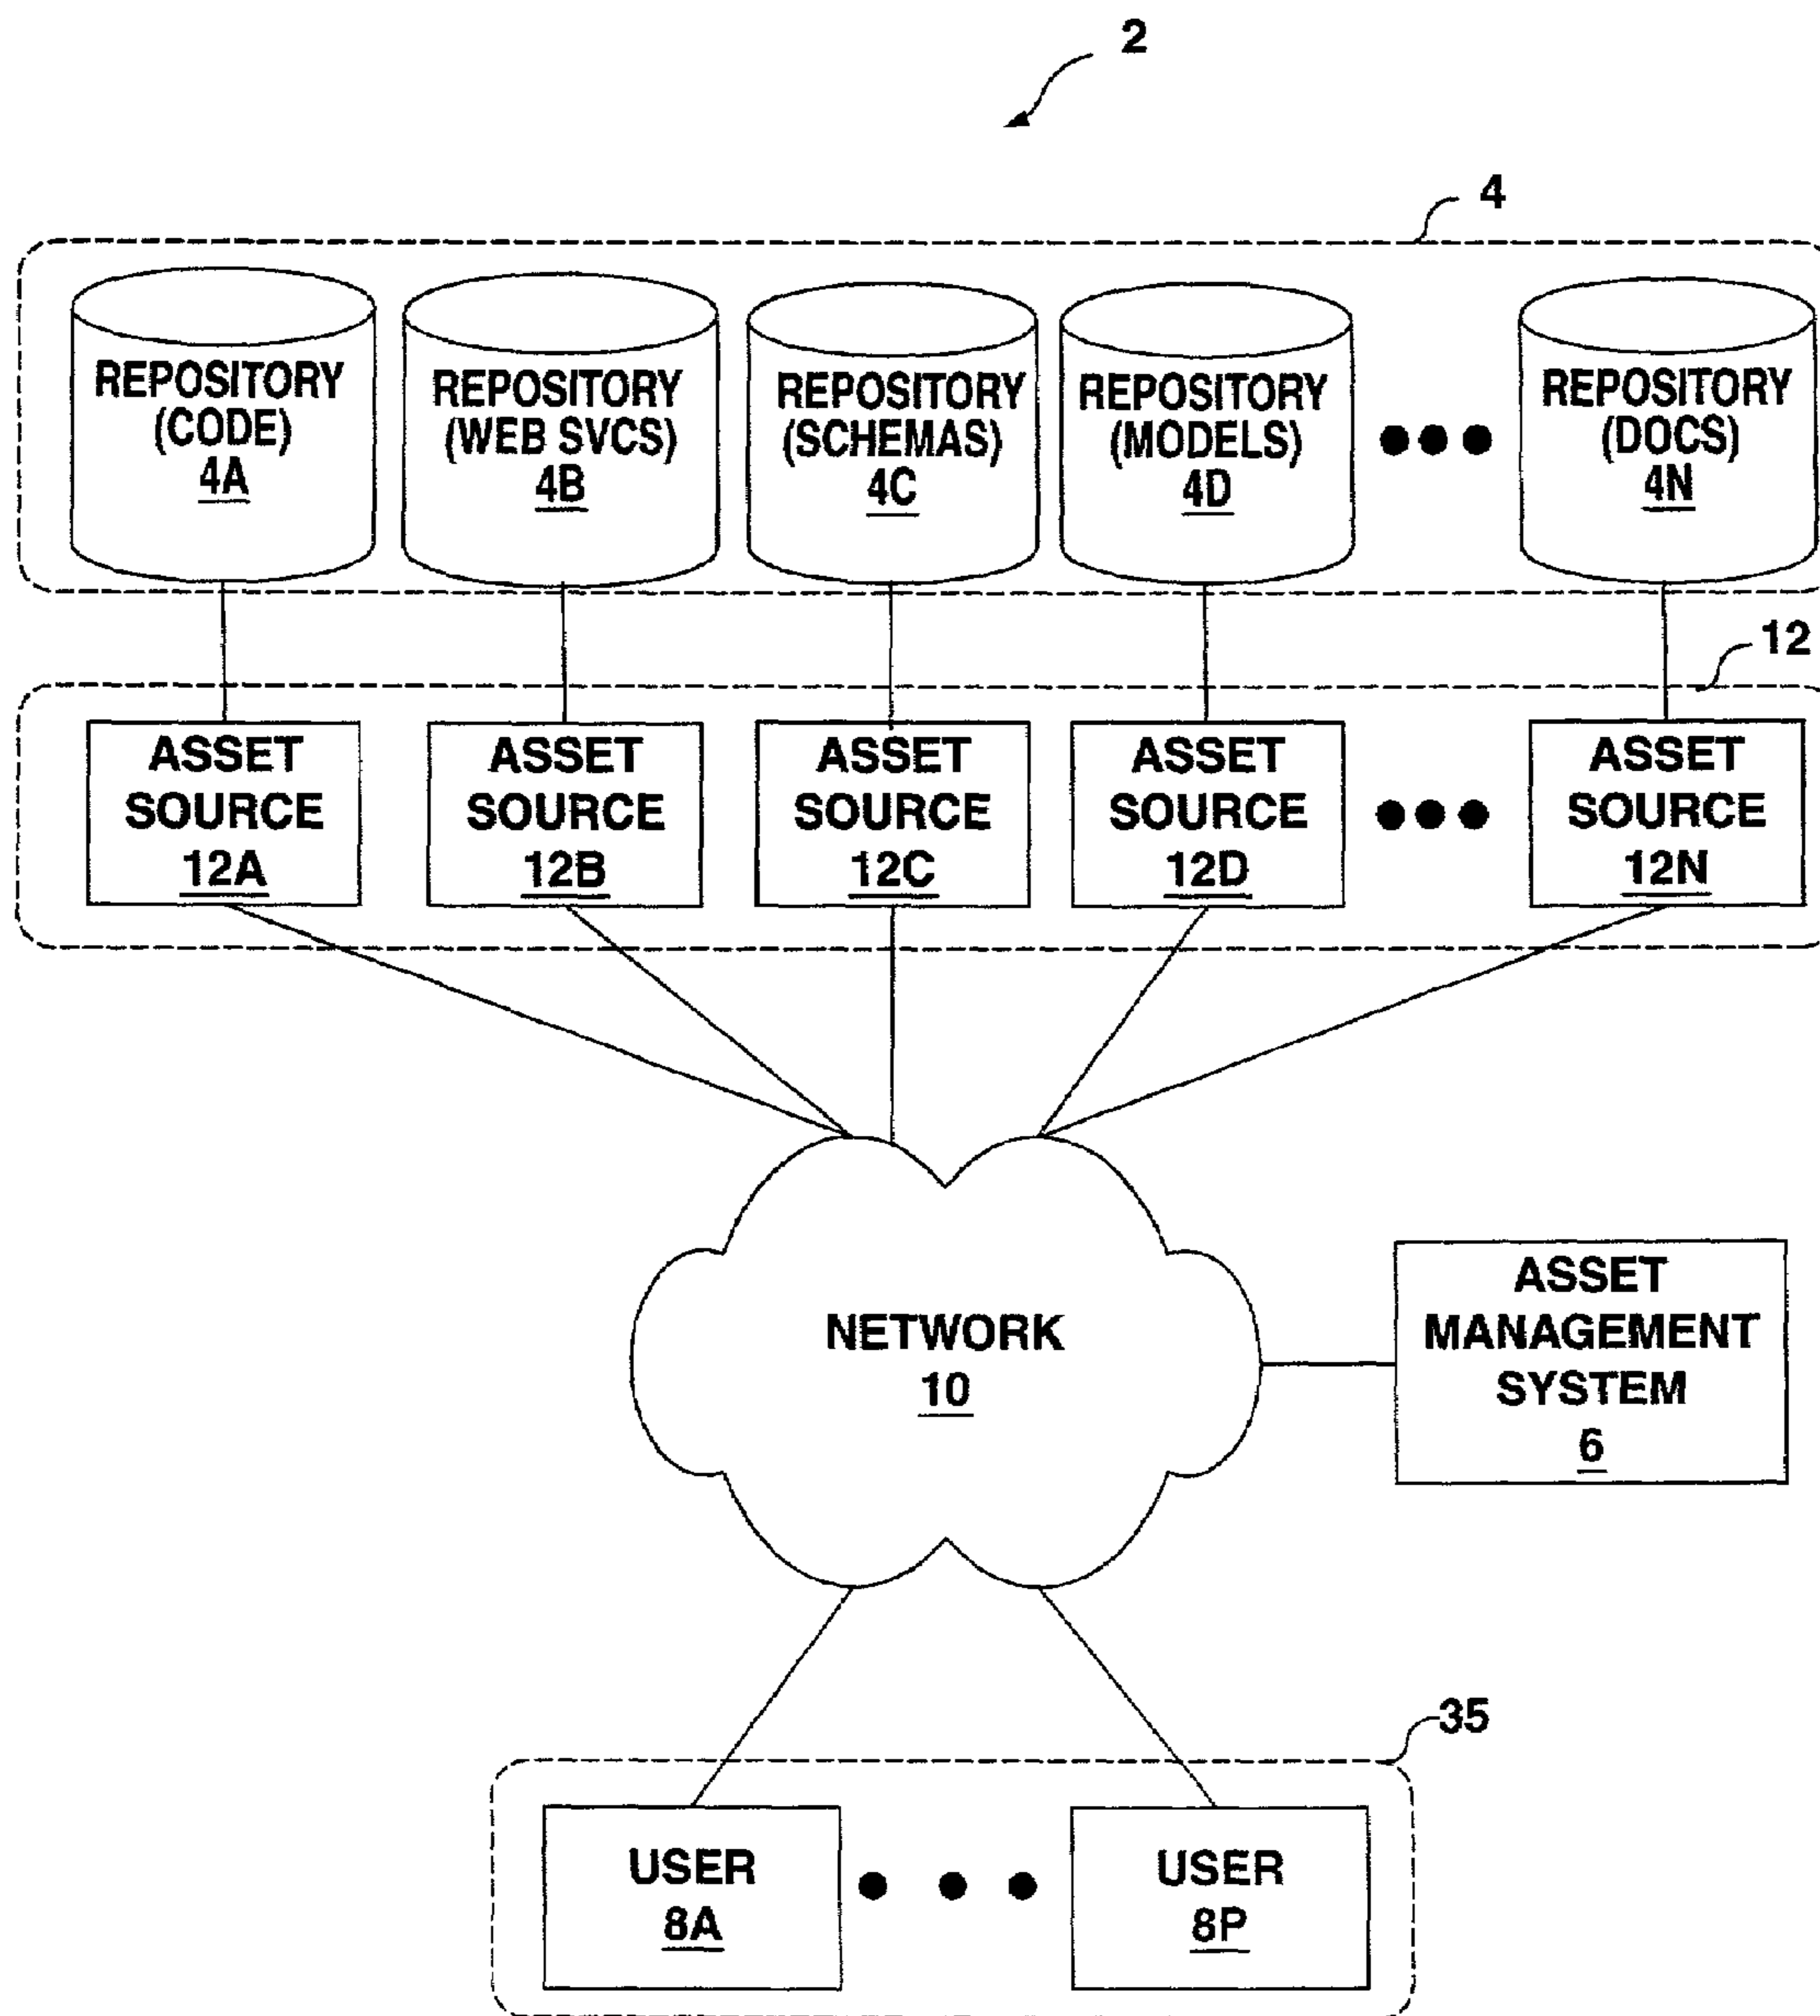 2
4
REPOSITORY
(CODE)
4A
REPOSITORY
(WEB SVCS)
4B
REPOSITORY
(SCHEMAS)
4C
REPOSITORY
(MODELS)
4D
REPOSITORY
(DOCS)
4N
12
ASSET
SOURCE
12A
ASSET
SOURCE
12B
ASSET
SOURCE
12C
ASSET
SOURCE
12D
ASSET
SOURCE
12N
NETWORK
10
ASSET
MANAGEMENT
SYSTEM
6
35
USER
8A
USER
8P